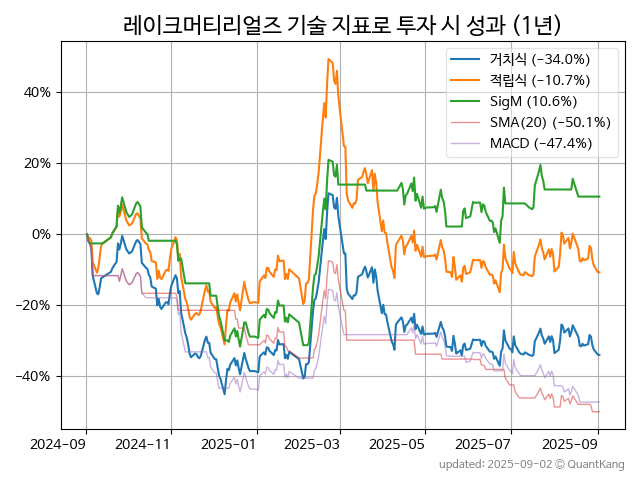 레이크머티리얼즈 기술 지표로 투자 시 성과 (1년)
거치식 (−34.0%)
적립식 (−10.7%)
SigM (10.6%)
SMA(20) (−50.1%)
MACD (−47.4%)
40%
20%
0%
−20%
−40%
2024-09 2024-11 2025-01 2025-03 2025-05 2025-07 2025-09
updated: 2025-09-02 © QuantKang